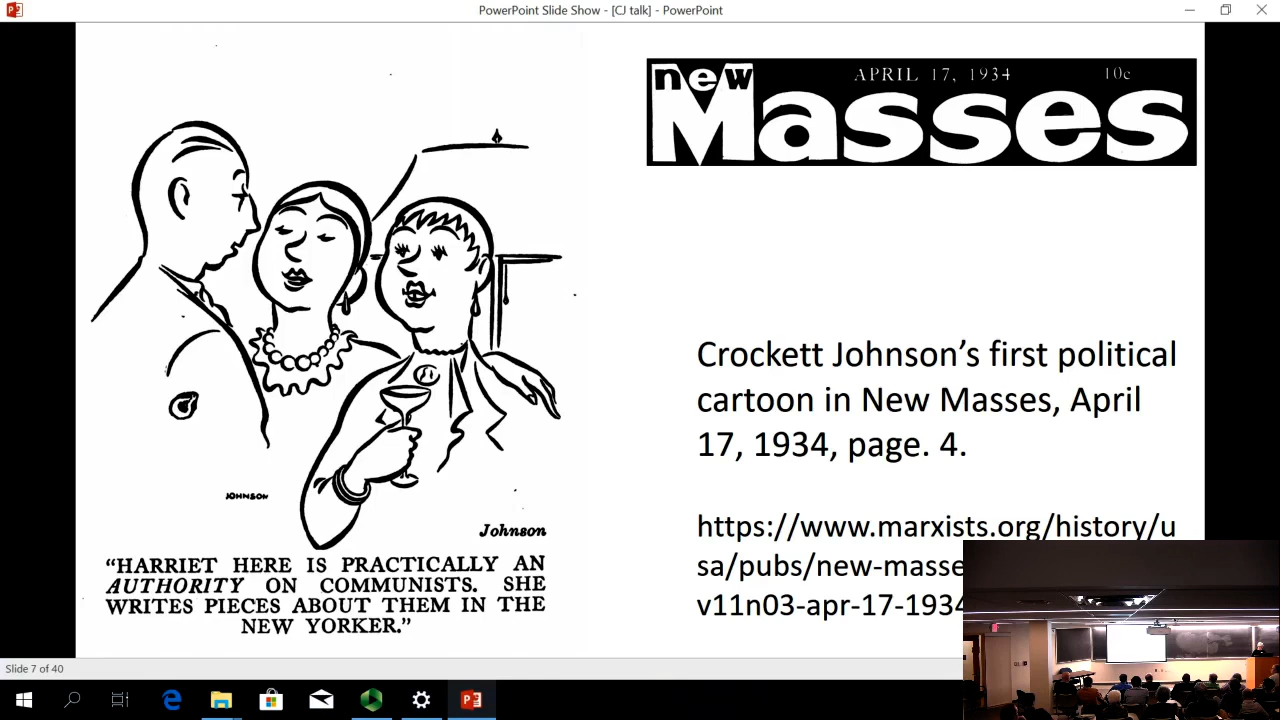 PowerPoint Slide Show - [CJ talk] - PowerPoint
new
APRIL 17, 1934 10c
Masses
Crockett Johnson's first political
cartoon in New Masses, April
17, 1934, page. 4.
https://www.marxists.org/history/u
sa/pubs/new-masse
v11n03-apr-17-1934
JOHNSON
Johnson
"HARRIET HERE IS PRACTICALLY AN
AUTHORITY ON COMMUNISTS. SHE
WRITES PIECES ABOUT THEM IN THE
NEW YORKER."
Slide 7 of 40